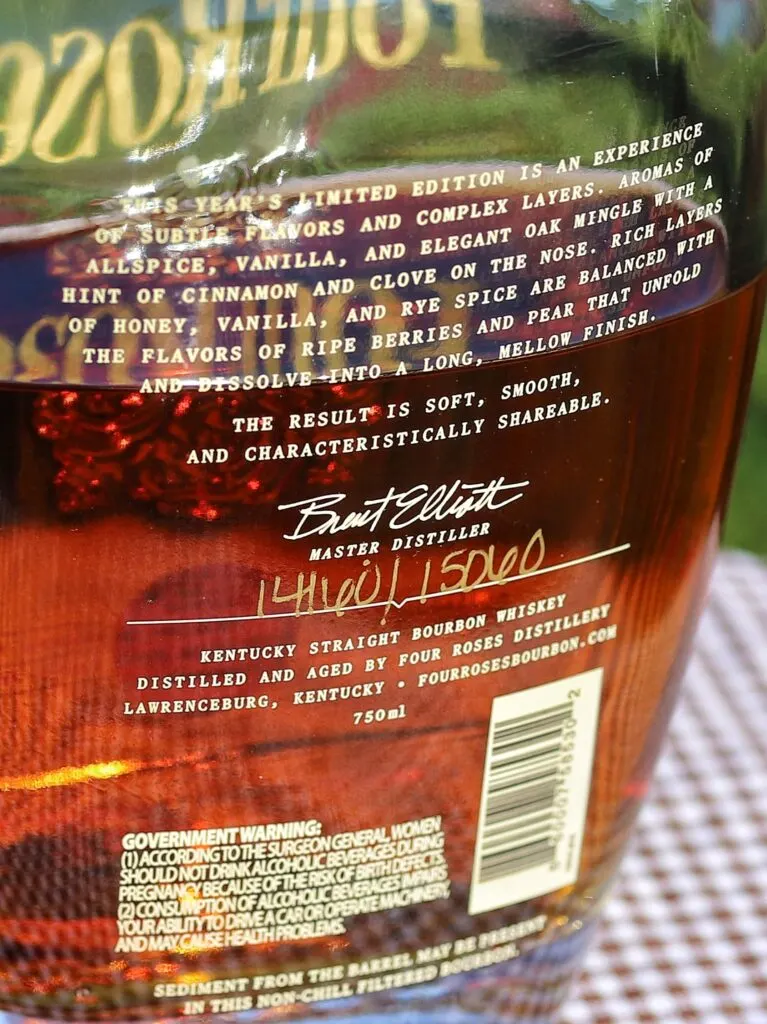 Four Roses
THIS YEAR'S LIMITED EDITION IS AN EXPERIENCE
OF SUBTLE FLAVORS AND COMPLEX LAYERS. AROMAS OF
ALLSPICE, VANILLA, AND ELEGANT OAK MINGLE WITH A
HINT OF CINNAMON AND CLOVE ON THE NOSE. RICH LAYERS
OF HONEY, VANILLA, AND RYE SPICE ARE BALANCED WITH
THE FLAVORS OF RIPE BERRIES AND PEAR THAT UNFOLD
AND DISSOLVE INTO A LONG, MELLOW FINISH.
THE RESULT IS SOFT, SMOOTH,
AND CHARACTERISTICALLY SHAREABLE.
Brent Elliott
MASTER DISTILLER
14160/15060
KENTUCKY STRAIGHT BOURBON WHISKEY
DISTILLED AND AGED BY FOUR ROSES DISTILLERY
LAWRENCEBURG, KENTUCKY • FOURROSESBOURBON.COM
750ml
GOVERNMENT WARNING:
(1) ACCORDING TO THE SURGEON GENERAL, WOMEN
SHOULD NOT DRINK ALCOHOLIC BEVERAGES DURING
PREGNANCY BECAUSE OF THE RISK OF BIRTH DEFECTS.
(2) CONSUMPTION OF ALCOHOLIC BEVERAGES IMPAIRS
YOUR ABILITY TO DRIVE A CAR OR OPERATE MACHINERY,
AND MAY CAUSE HEALTH PROBLEMS.
SEDIMENT FROM THE BARREL MAY BE PRESENT
IN THIS NON-CHILL FILTERED BOURBON.